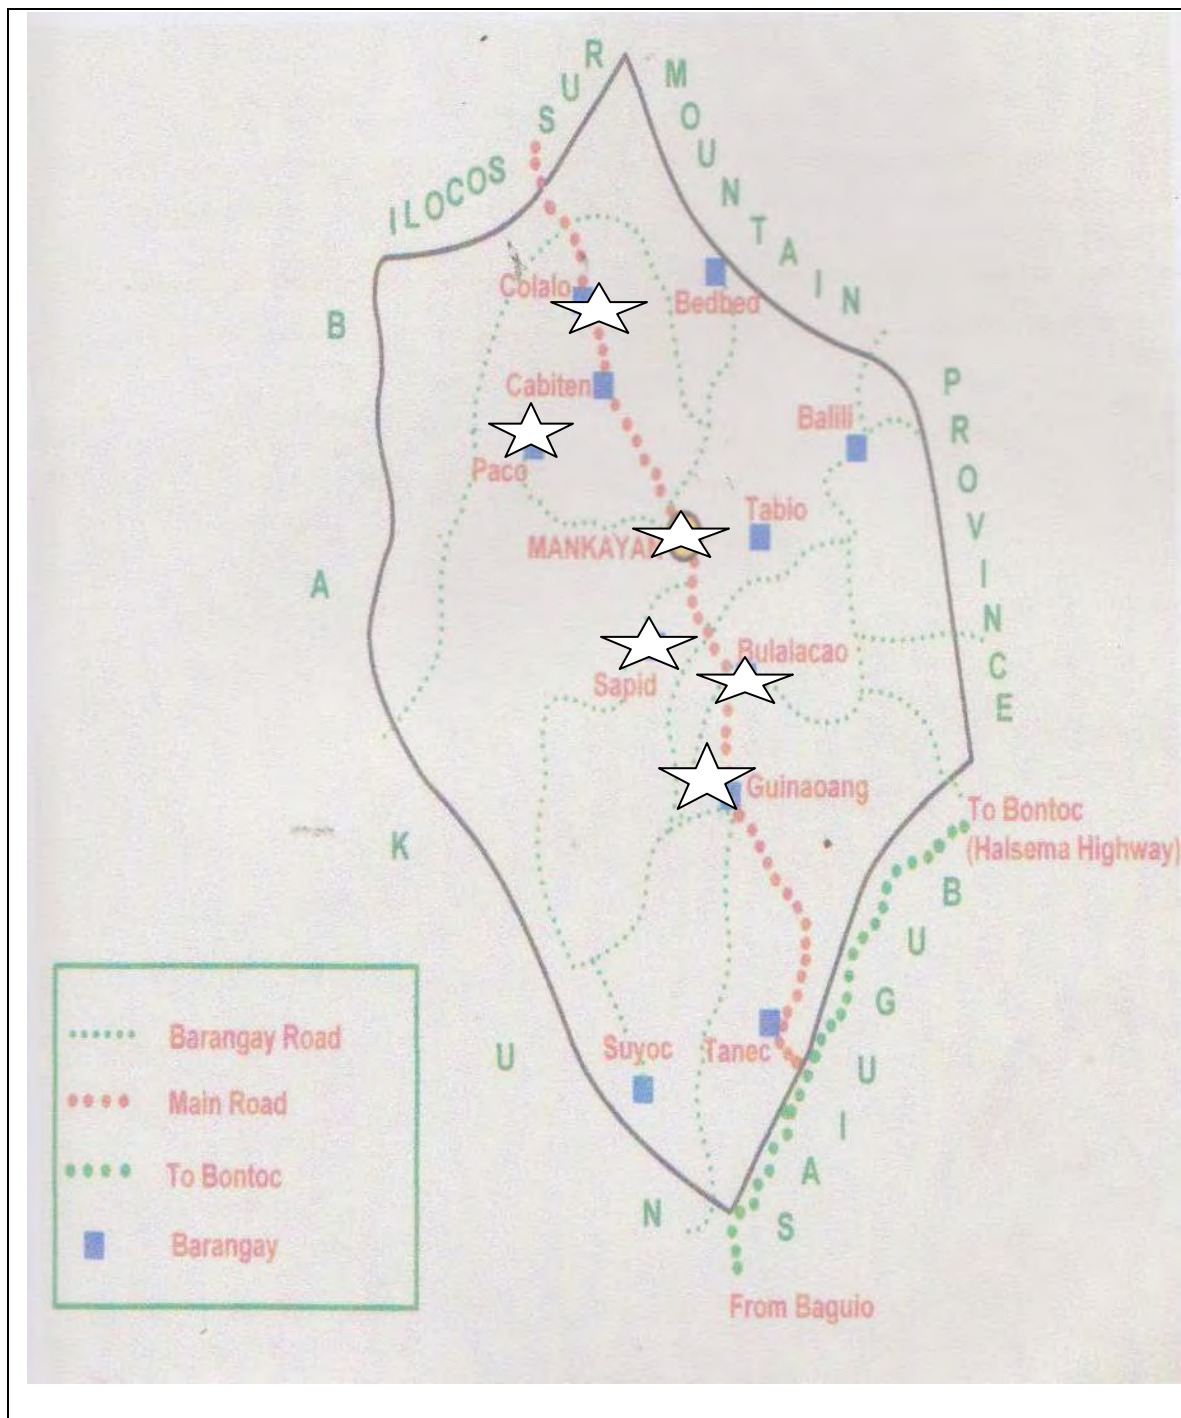 ILOCOS SUR
MOUNTAIN PROVINCE
Colalo
Bedbed
B A K U N
Cabiten
Balili
Paco
Tabio
MANKAYAN
Bulalacao
Sapid
Guinaoang
To Bontoc
(Halsema Highway)
B U G U I A S
Suyoc
Tanec
Barangay Road
Main Road
To Bontoc
Barangay
From Baguio